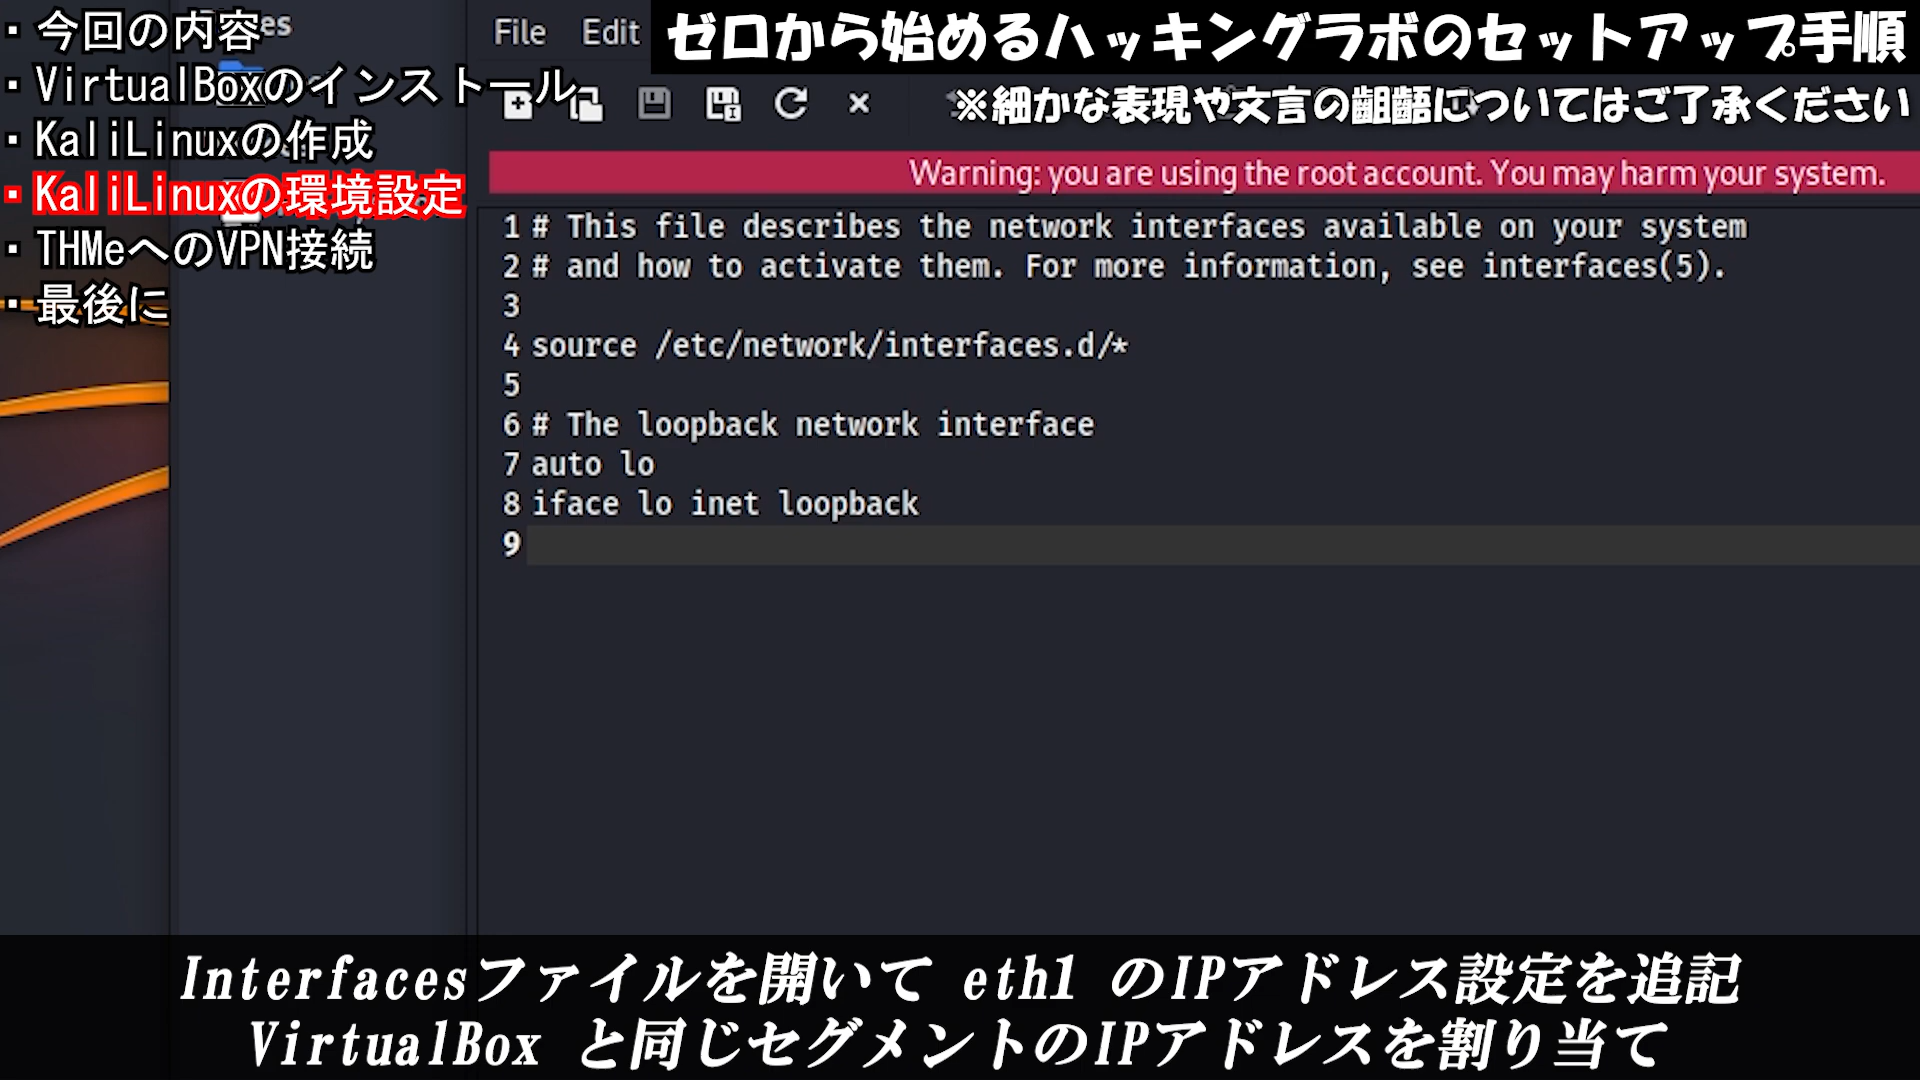 ・今回の内容
・VirtualBoxのインストール
・KaliLinuxの作成
・KaliLinuxの環境設定
・THMeへのVPN接続
・最後に
File Edit
ゼロから始めるハッキングラボのセットアップ手順
※細かな表現や文言の齟齬についてはご了承ください
Warning: you are using the root account. You may harm your system.
1 # This file describes the network interfaces available on your system
2 # and how to activate them. For more information, see interfaces(5).
3
4 source /etc/network/interfaces.d/*
5
6 # The loopback network interface
7 auto lo
8 iface lo inet loopback
9
Interfacesファイルを開いて eth1 のIPアドレス設定を追記
VirtualBox と同じセグメントのIPアドレスを割り当て